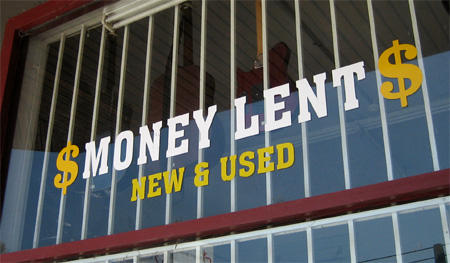 $ MONEY LENT $
NEW & USED